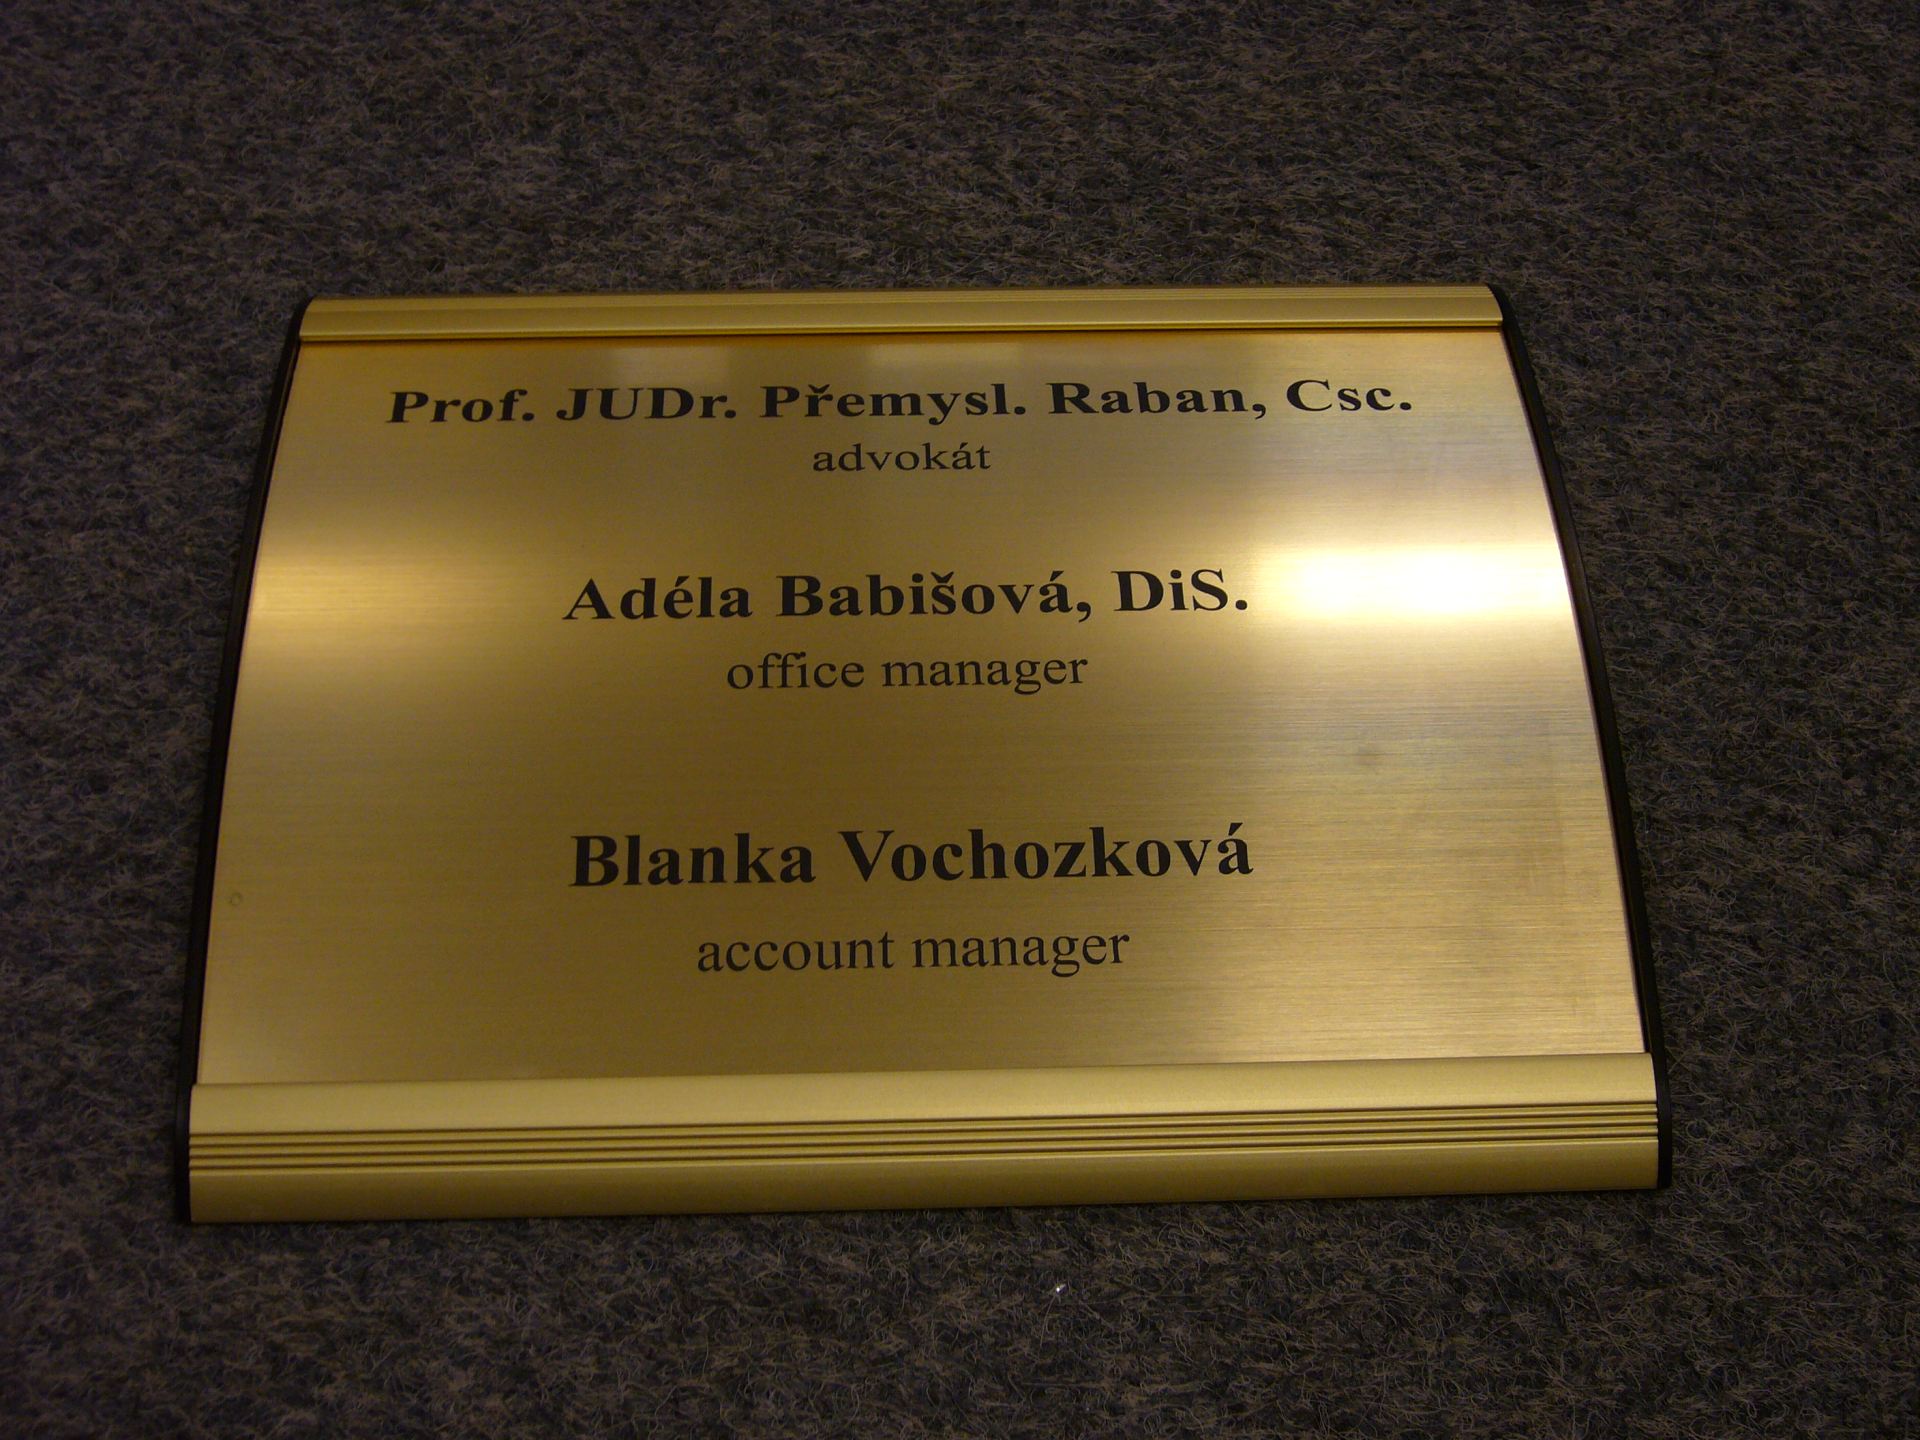 Prof. JUDr. Přemysl. Raban, Csc.
advokát
Adéla Babišová, DiS.
office manager
Blanka Vochozková
account manager